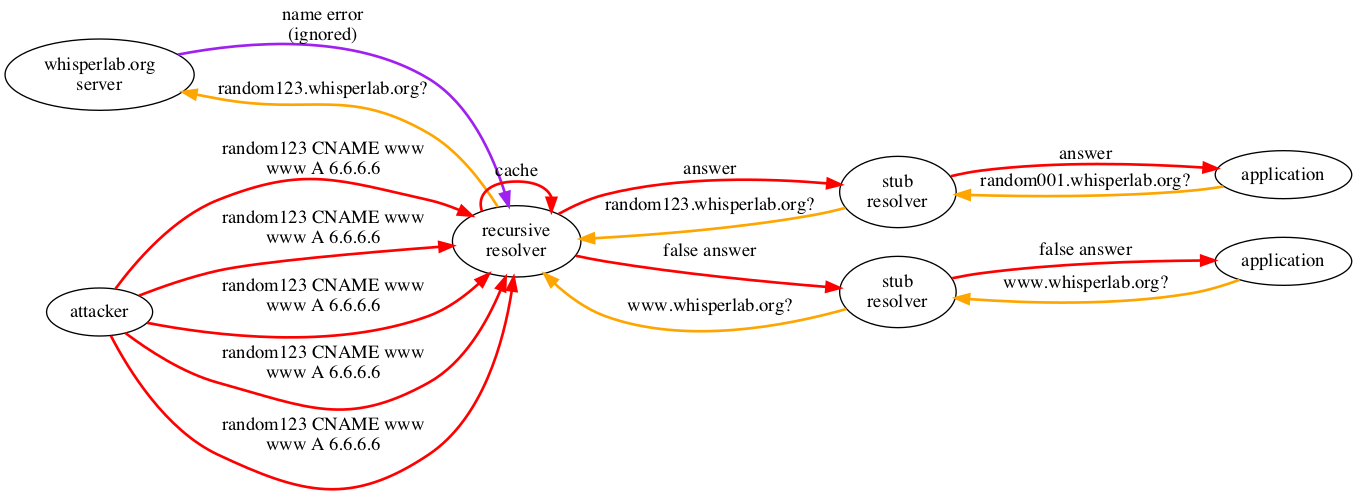 name error
(ignored)
whisperlab.org
server
random123.whisperlab.org?
random123 CNAME www
www A 6.6.6.6
random123 CNAME www
www A 6.6.6.6
random123 CNAME www
www A 6.6.6.6
random123 CNAME www
www A 6.6.6.6
random123 CNAME www
www A 6.6.6.6
attacker
cache
recursive
resolver
answer
random123.whisperlab.org?
false answer
www.whisperlab.org?
stub
resolver
stub
resolver
answer
random001.whisperlab.org?
false answer
www.whisperlab.org?
application
application